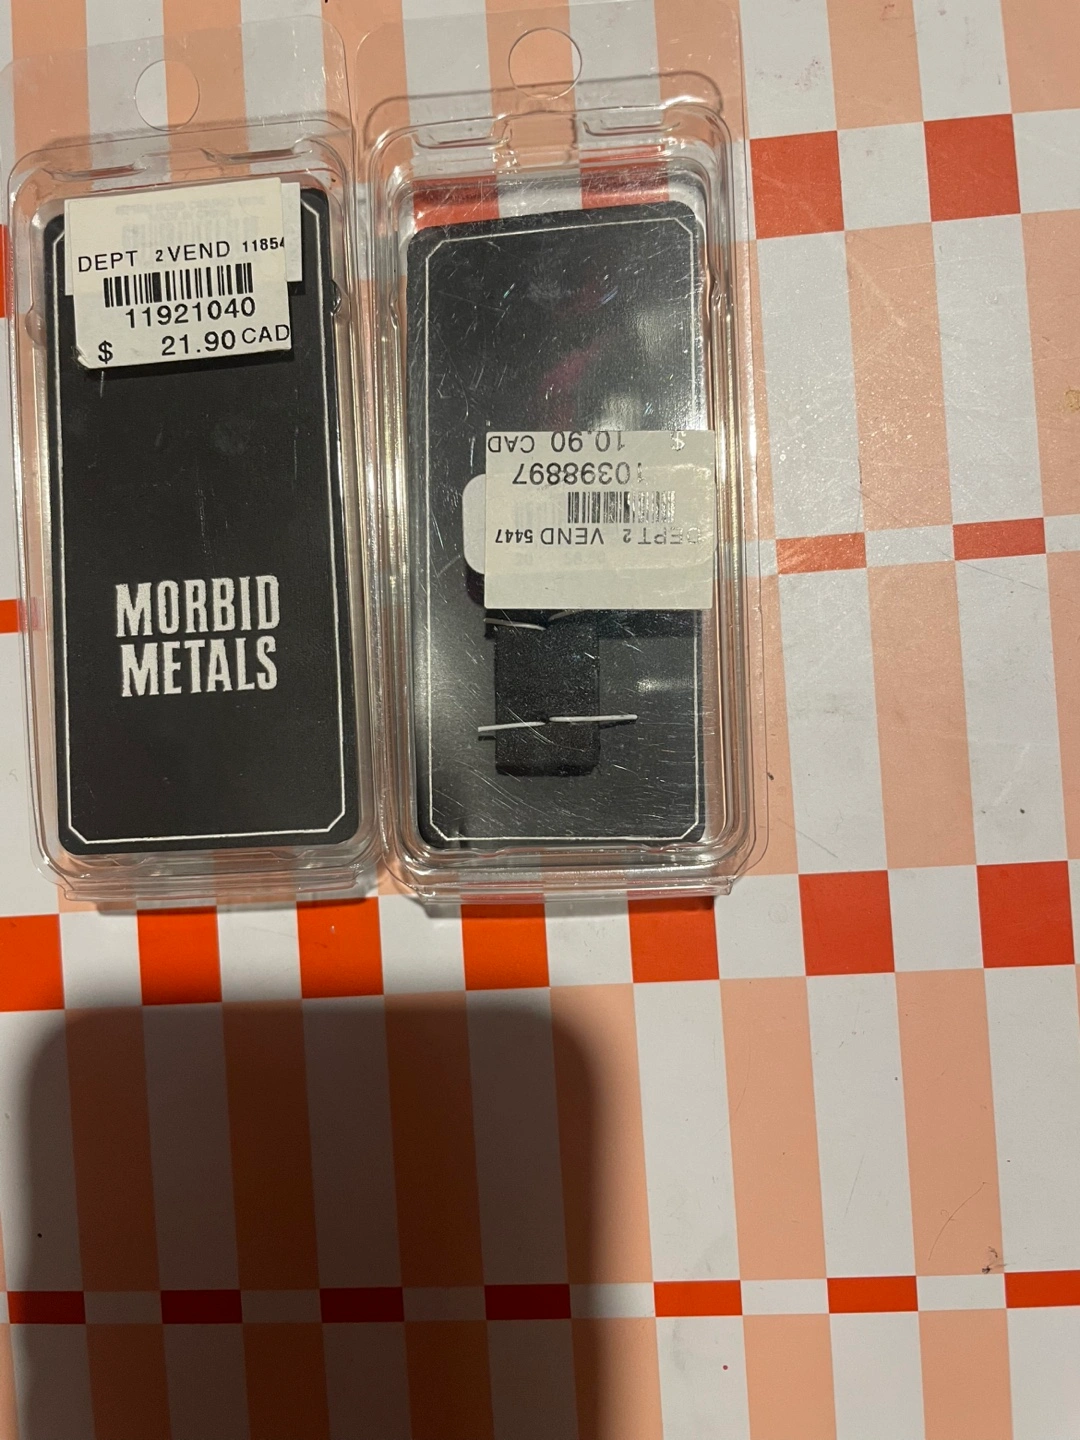 DEPT 2 VEND 11854
11921040
$ 21.90 CAD
MORBID
METALS
DEPT 2 VEND 5447
10398897
$ 10.90 CAD